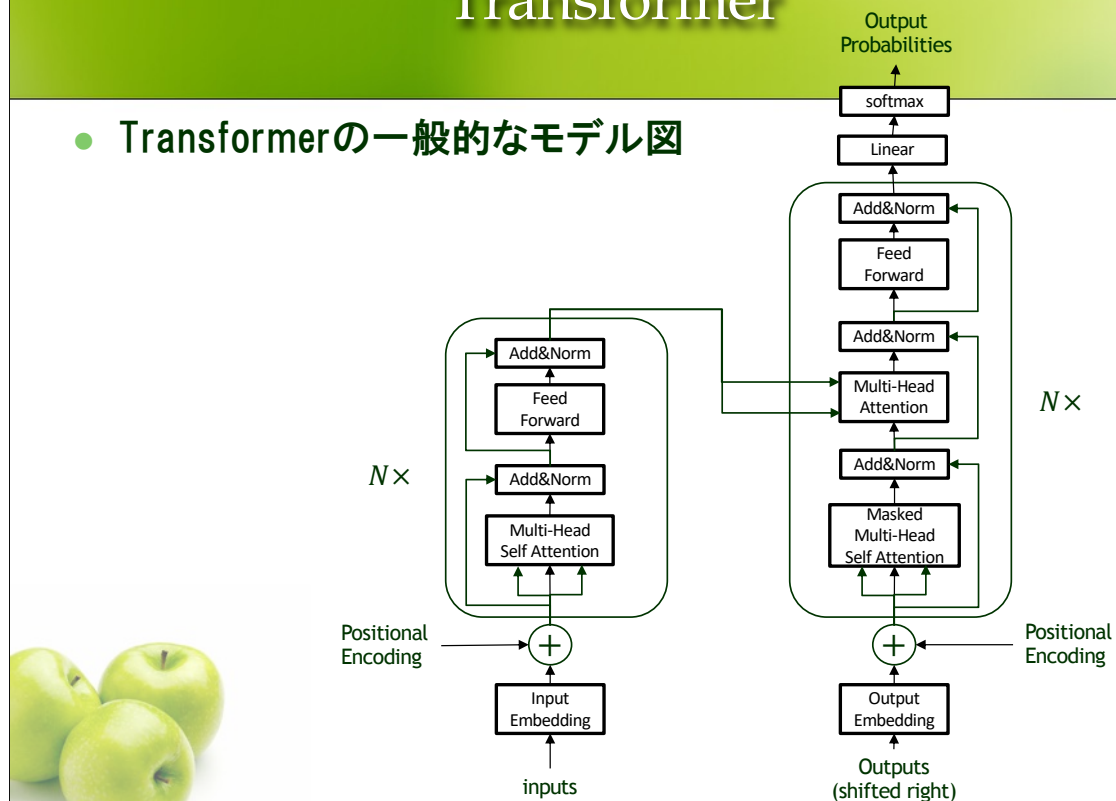 Transformer
Transformerの一般的なモデル図
Output
Probabilities
softmax
Linear
Add&Norm
Feed
Forward
Add&Norm
Multi-Head
Attention
Add&Norm
Masked
Multi-Head
Self Attention
N×
Positional
Encoding
Output
Embedding
Outputs
(shifted right)
Add&Norm
Feed
Forward
Add&Norm
Multi-Head
Self Attention
N×
Positional
Encoding
+
+
Input
Embedding
inputs